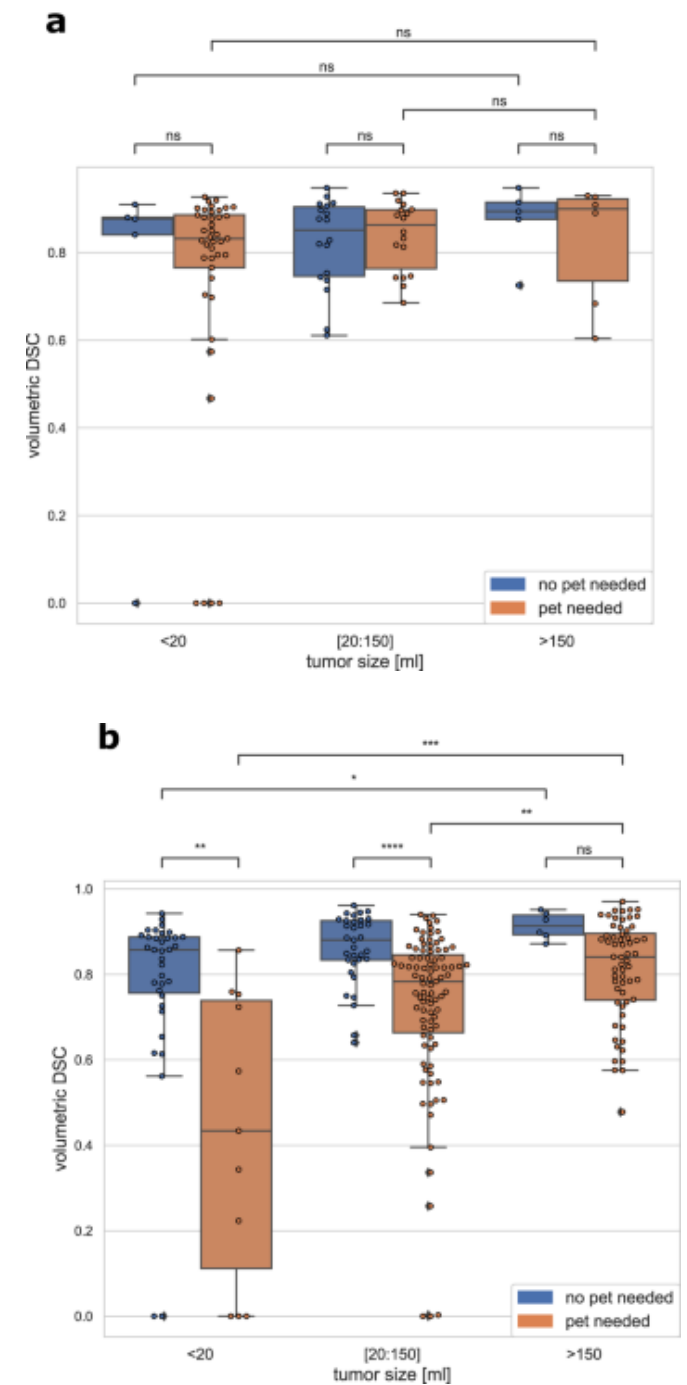 a
ns
ns
ns
ns ns ns
volumetric DSC
0.8
0.6
0.4
0.2
0.0
no pet needed
pet needed
<20 [20:150] >150
tumor size [ml]
b
***
*
**
** **** ns
volumetric DSC
1.0
0.8
0.6
0.4
0.2
0.0
no pet needed
pet needed
<20 [20:150] >150
tumor size [ml]